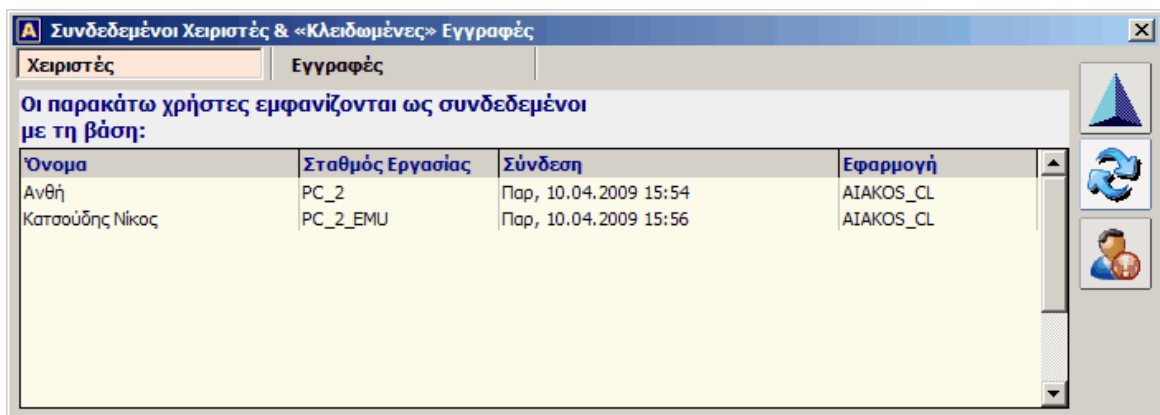 A Συνδεδεμένοι Χειριστές & «Κλειδωμένες» Εγγραφές
Χειριστές Εγγραφές
Οι παρακάτω χρήστες εμφανίζονται ως συνδεδεμένοι
με τη βάση:
Όνομα Σταθμός Εργασίας Σύνδεση Εφαρμογή
Ανθή PC_2 Παρ, 10.04.2009 15:54 AIAKOS_CL
Κατσούδης Νίκος PC_2_EMU Παρ, 10.04.2009 15:56 AIAKOS_CL